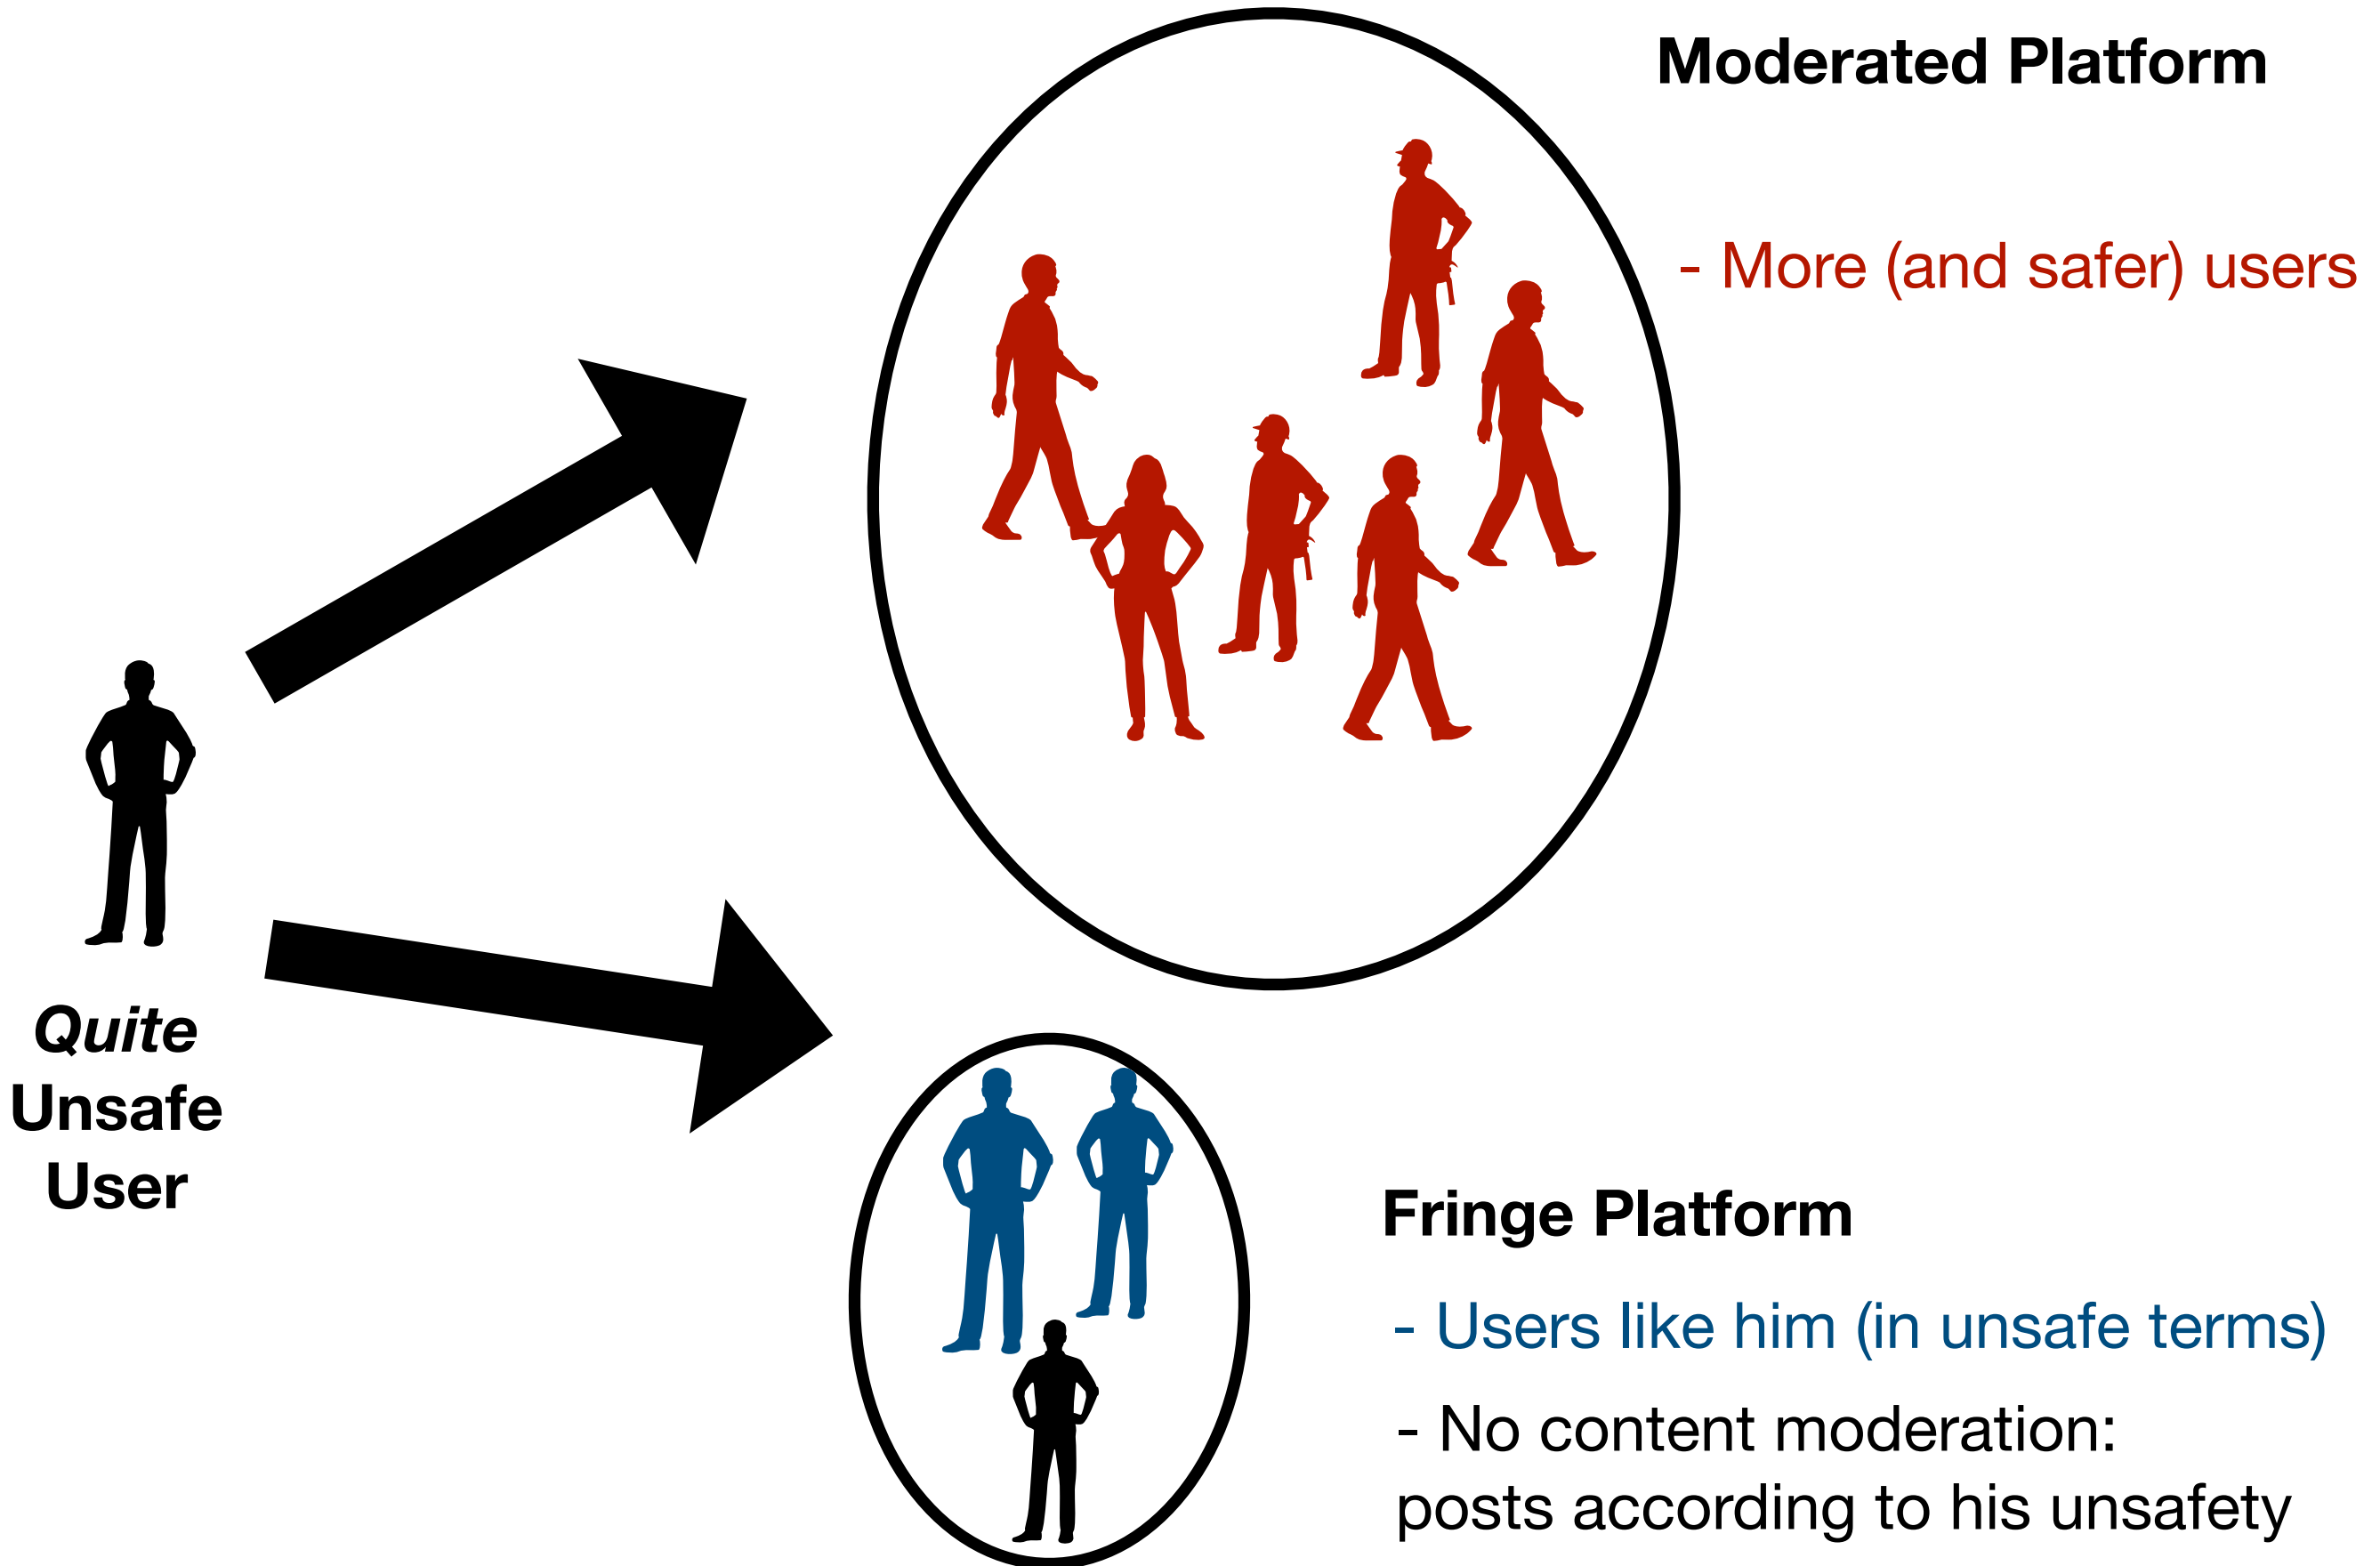 Moderated Platform
- More (and safer) users
Quite
Unsafe
User
Fringe Platform
- Users like him (in unsafe terms)
- No content moderation:
posts according to his unsafety